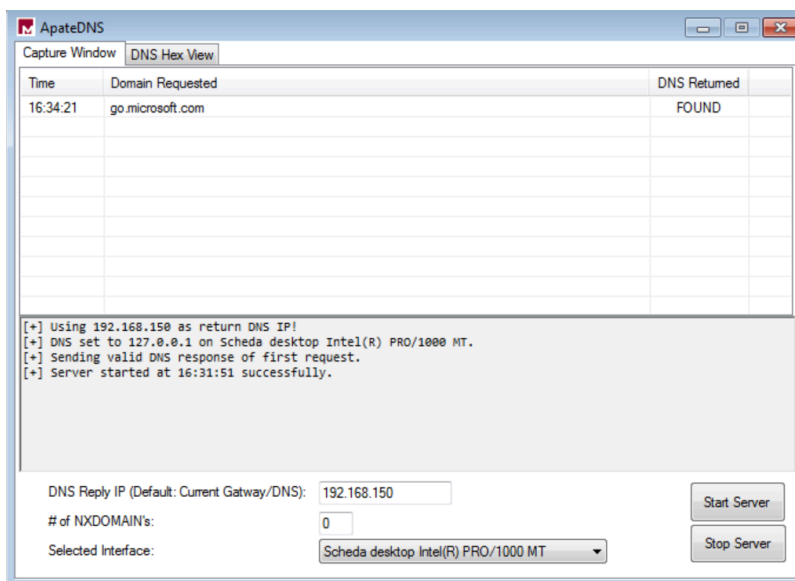 ApateDNS
Capture Window DNS Hex View
Time Domain Requested DNS Returned
16:34:21 go.microsoft.com FOUND
[+] Using 192.168.150 as return DNS IP!
[+] DNS set to 127.0.0.1 on Scheda desktop Intel(R) PRO/1000 MT.
[+] Sending valid DNS response of first request.
[+] Server started at 16:31:51 successfully.
DNS Reply IP (Default: Current Gatway/DNS): 192.168.150
Start Server
# of NXDOMAIN's: 0
Stop Server
Selected Interface: Scheda desktop Intel(R) PRO/1000 MT